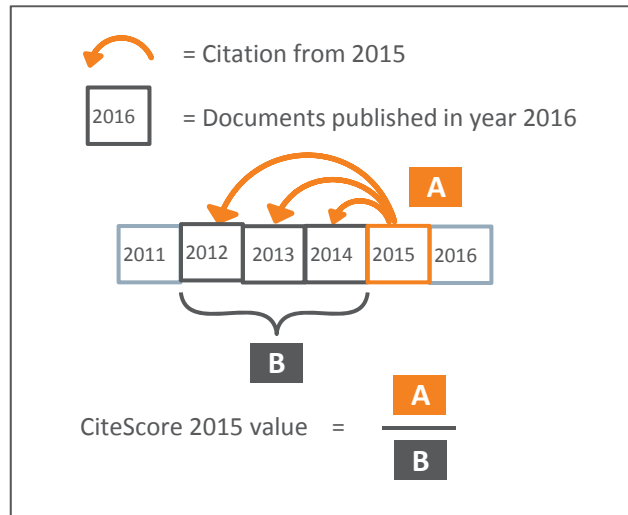 = Citation from 2015
2016 = Documents published in year 2016
A
2011 2012 2013 2014 2015 2016
B
A
CiteScore 2015 value =
B